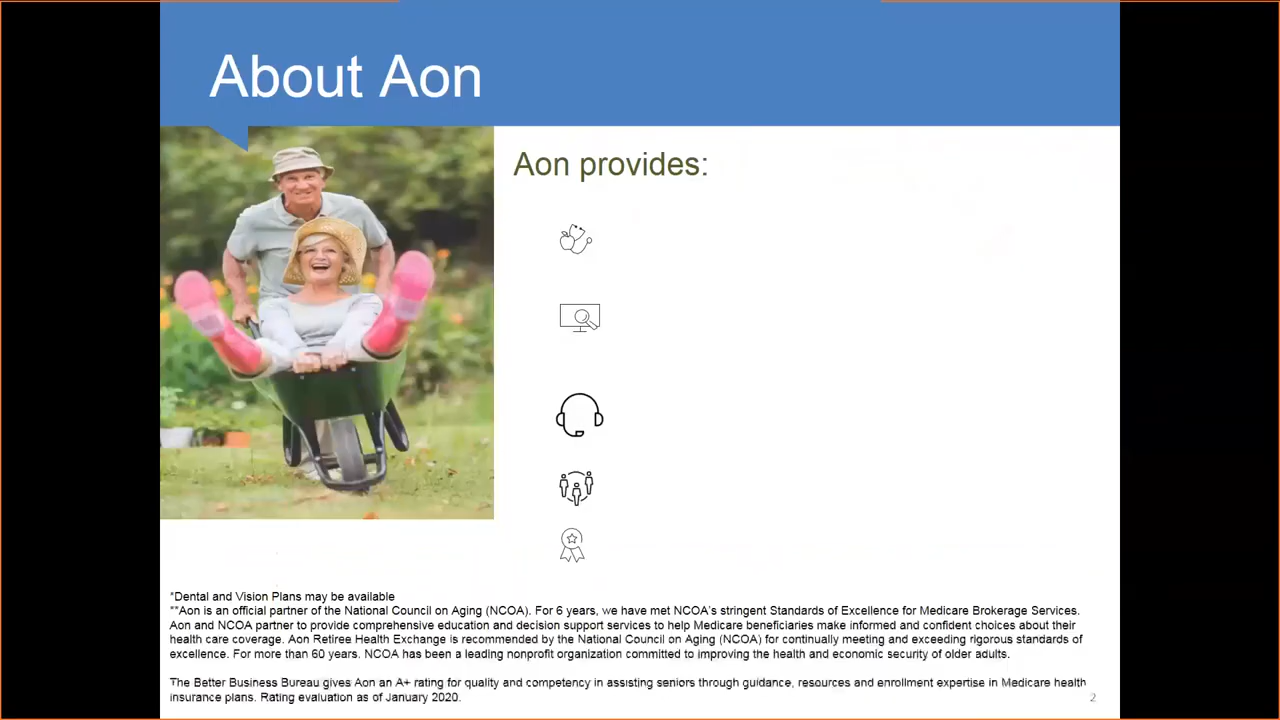 About Aon
Aon provides:
*Dental and Vision Plans may be available
**Aon is an official partner of the National Council on Aging (NCOA). For 6 years, we have met NCOA's stringent Standards of Excellence for Medicare Brokerage Services.
Aon and NCOA partner to provide comprehensive education and decision support services to help Medicare beneficiaries make informed and confident choices about their
health care coverage. Aon Retiree Health Exchange is recommended by the National Council on Aging (NCOA) for continually meeting and exceeding rigorous standards of
excellence. For more than 60 years. NCOA has been a leading nonprofit organization committed to improving the health and economic security of older adults.
The Better Business Bureau gives Aon an A+ rating for quality and competency in assisting seniors through guidance, resources and enrollment expertise in Medicare health
insurance plans. Rating evaluation as of January 2020.
2